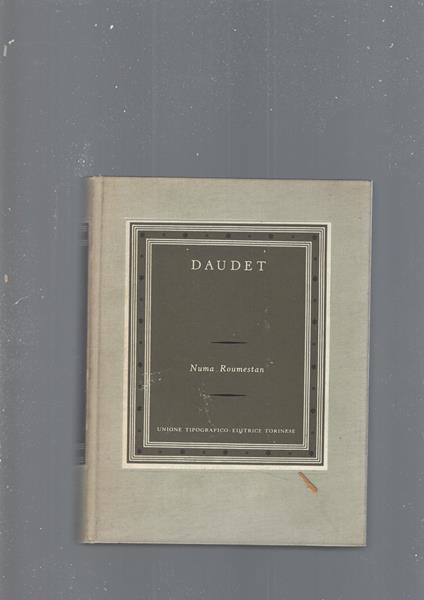 DAUDET
Numa Roumestan
UNIONE TIPOGRAFICO-EDITRICE TORINESE